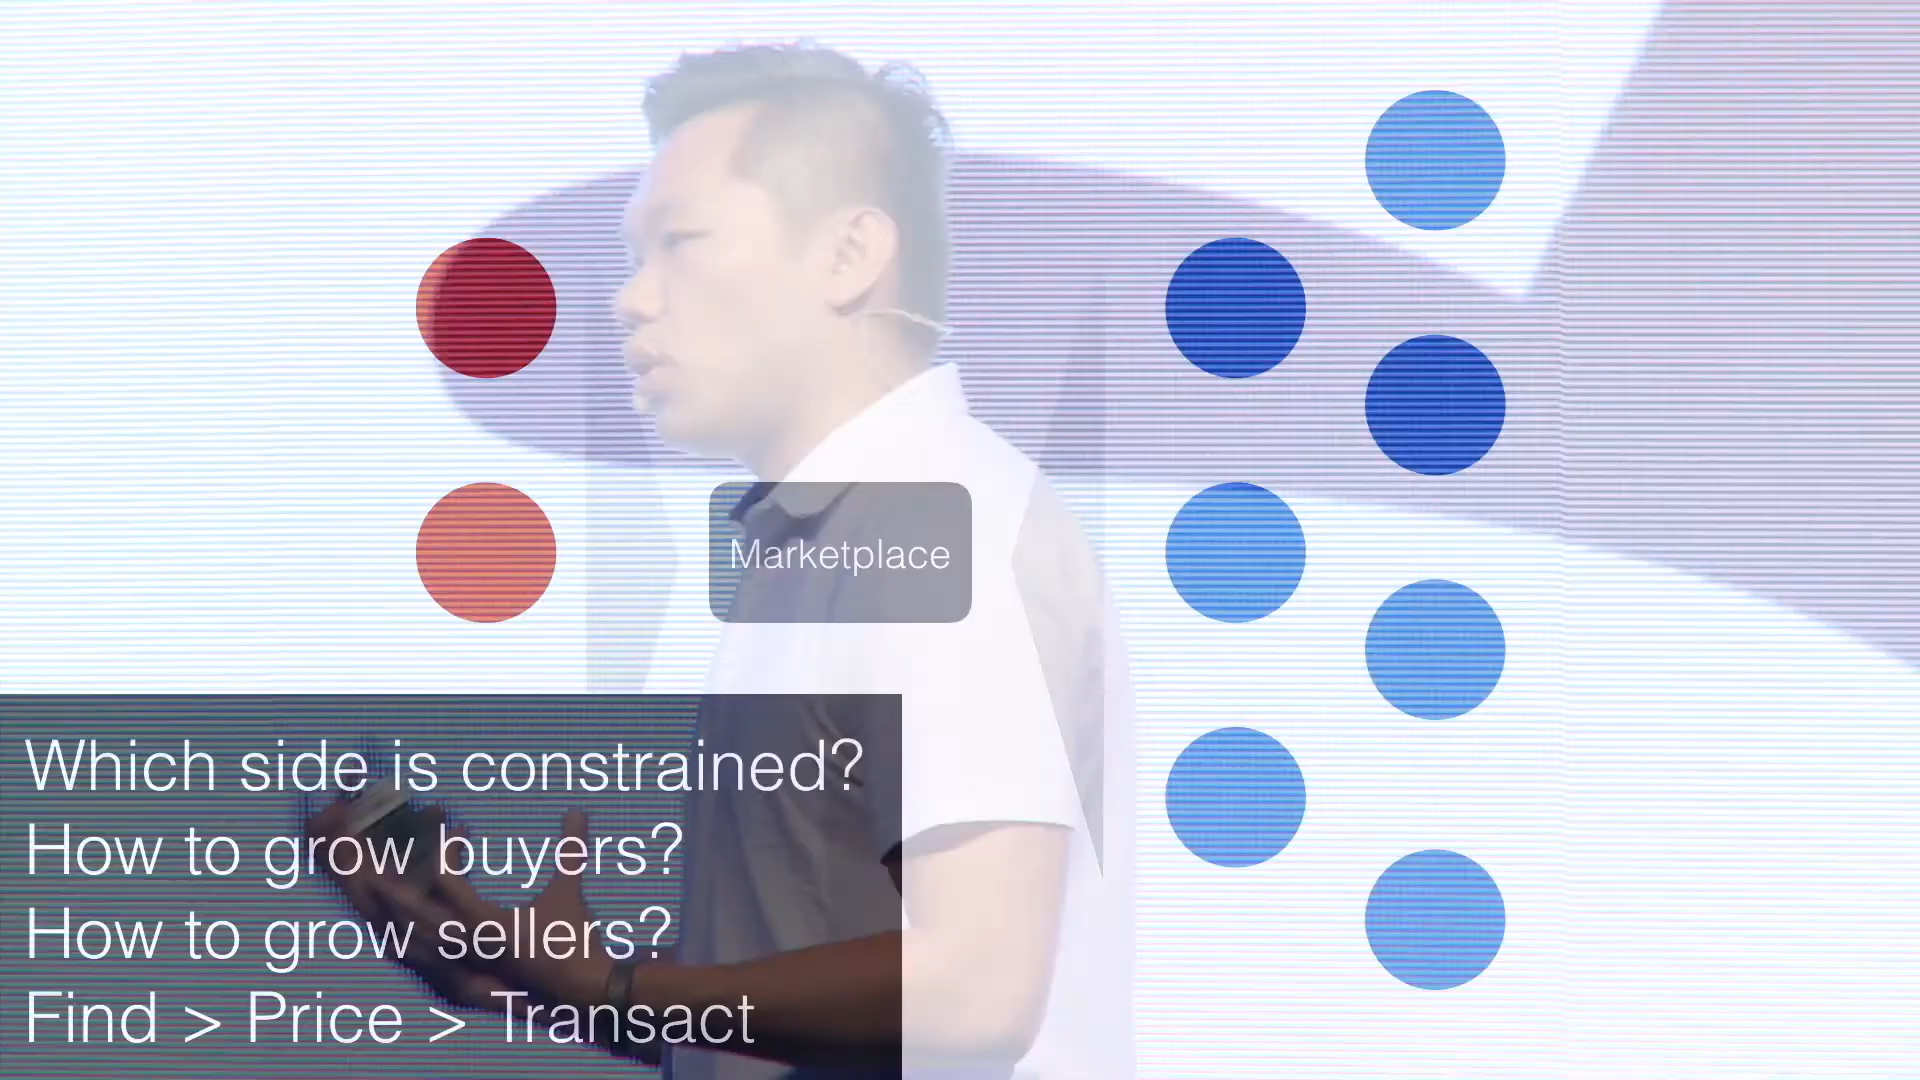 Marketplace
Which side is constrained?
How to grow buyers?
How to grow sellers?
Find > Price > Transact